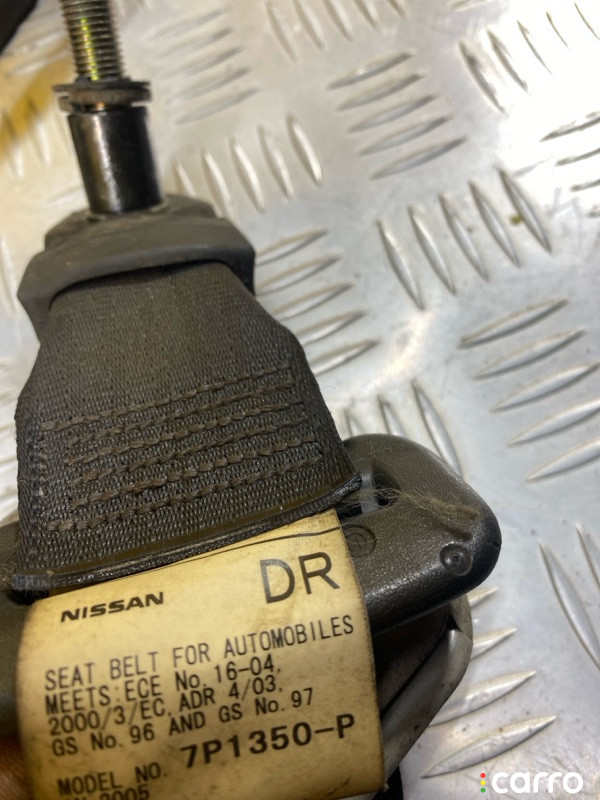 DR
NISSAN
SEAT BELT FOR AUTOMOBILES
MEETS:ECE No. 16-04,
2000/3/EC, ADR 4/03,
GS No. 96 AND GS No. 97
MODEL NO. 7P1350-P
2005
carro